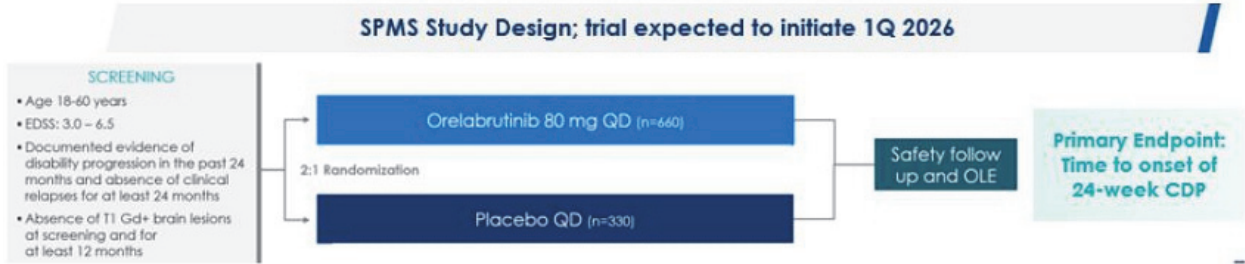 SPMS Study Design; trial expected to initiate 1Q 2026
SCREENING
▪ Age 18-60 years
▪ EDSS: 3.0 – 6.5
▪ Documented evidence of
disability progression in the past 24
months and absence of clinical
relapses for at least 24 months
▪ Absence of T1 Gd+ brain lesions
at screening and for
at least 12 months
Orelabrutinib 80 mg QD (n=660)
2:1 Randomization
Placebo QD (n=330)
Safety follow
up and OLE
Primary Endpoint:
Time to onset of
24-week CDP